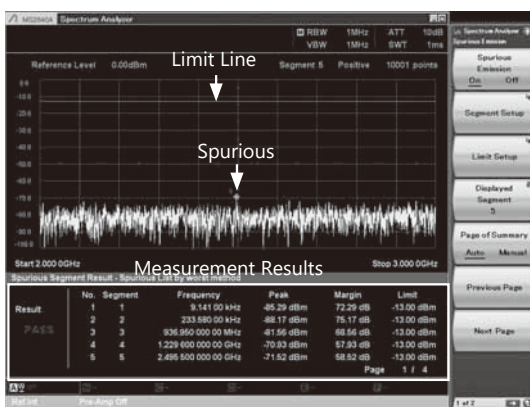 MS2840A Spectrum Analyzer
RBW 1MHz ATT 10dB
VBW 1MHz SWT 1ms
Reference Level 0.00dBm Segment 5 Positive 10001 points
Limit Line
Spurious
Start 2.000 0GHz Stop 3.000 0GHz
Measurement Results
Spurious Segment Result - Spurious List by worst method
No. Segment Frequency Peak Margin Limit
Result 1 1 9.141 00 kHz -85.29 dBm 72.29 dB -13.00 dBm
PASS 2 2 233.580 00 kHz -88.17 dBm 75.17 dB -13.00 dBm
3 3 936.950 000 00 MHz -81.56 dBm 68.56 dB -13.00 dBm
4 4 1.229 600 000 00 GHz -70.93 dBm 57.93 dB -13.00 dBm
5 5 2.495 500 000 00 GHz -71.52 dBm 58.52 dB -13.00 dBm
Page 1 / 4
Ref.Int Pre-Amp Off
Spectrum Analyzer
Spurious Emission
Spurious
Emission
On Off
Segment Setup
Limit Setup
Displayed
Segment
5
Page of Summary
Auto Manual
Previous Page
Next Page
1 of 2